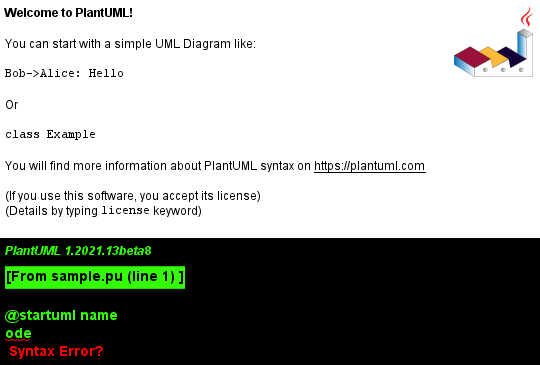 Welcome to PlantUML!
You can start with a simple UML Diagram like:
Bob->Alice: Hello
Or
class Example
You will find more information about PlantUML syntax on https://plantuml.com
(If you use this software, you accept its license)
(Details by typing license keyword)
PlantUML 1.2021.13beta8
[From sample.pu (line 1) ]
@startuml name
ode
Syntax Error?